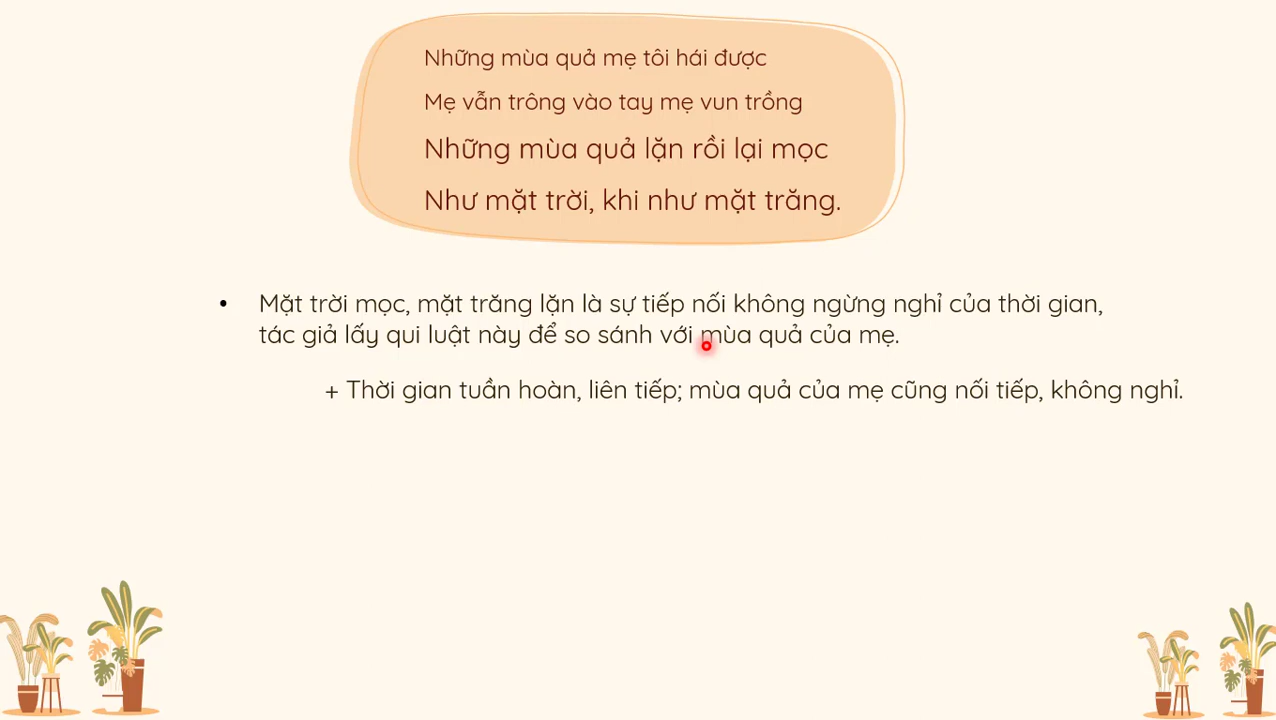 Những mùa quả mẹ tôi hái được
Mẹ vẫn trông vào tay mẹ vun trồng
Những mùa quả lặn rồi lại mọc
Như mặt trời, khi như mặt trăng.
• Mặt trời mọc, mặt trăng lặn là sự tiếp nối không ngừng nghỉ của thời gian,
tác giả lấy qui luật này để so sánh với mùa quả của mẹ.
+ Thời gian tuần hoàn, liên tiếp; mùa quả của mẹ cũng nối tiếp, không nghỉ.